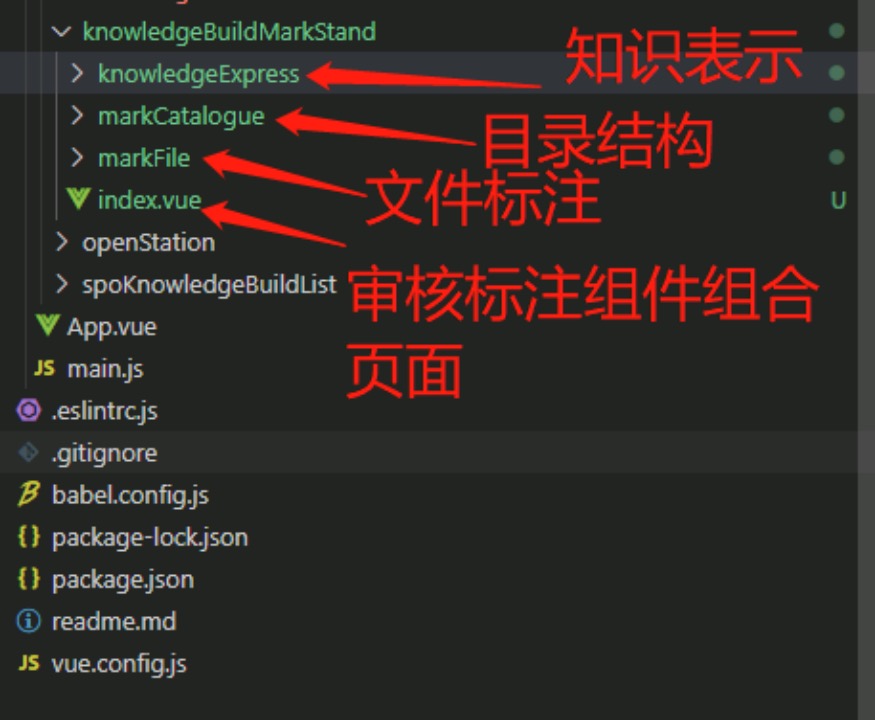 knowledgeBuildMarkStand
knowledgeExpress 知识表示
markCatalogue 目录结构
markFile 文件标注
index.vue U
openStation
spoKnowledgeBuildList 审核标注组件组合
App.vue 页面
JS main.js
.eslintrc.js
.gitignore
babel.config.js
{} package-lock.json
{} package.json
readme.md
JS vue.config.js